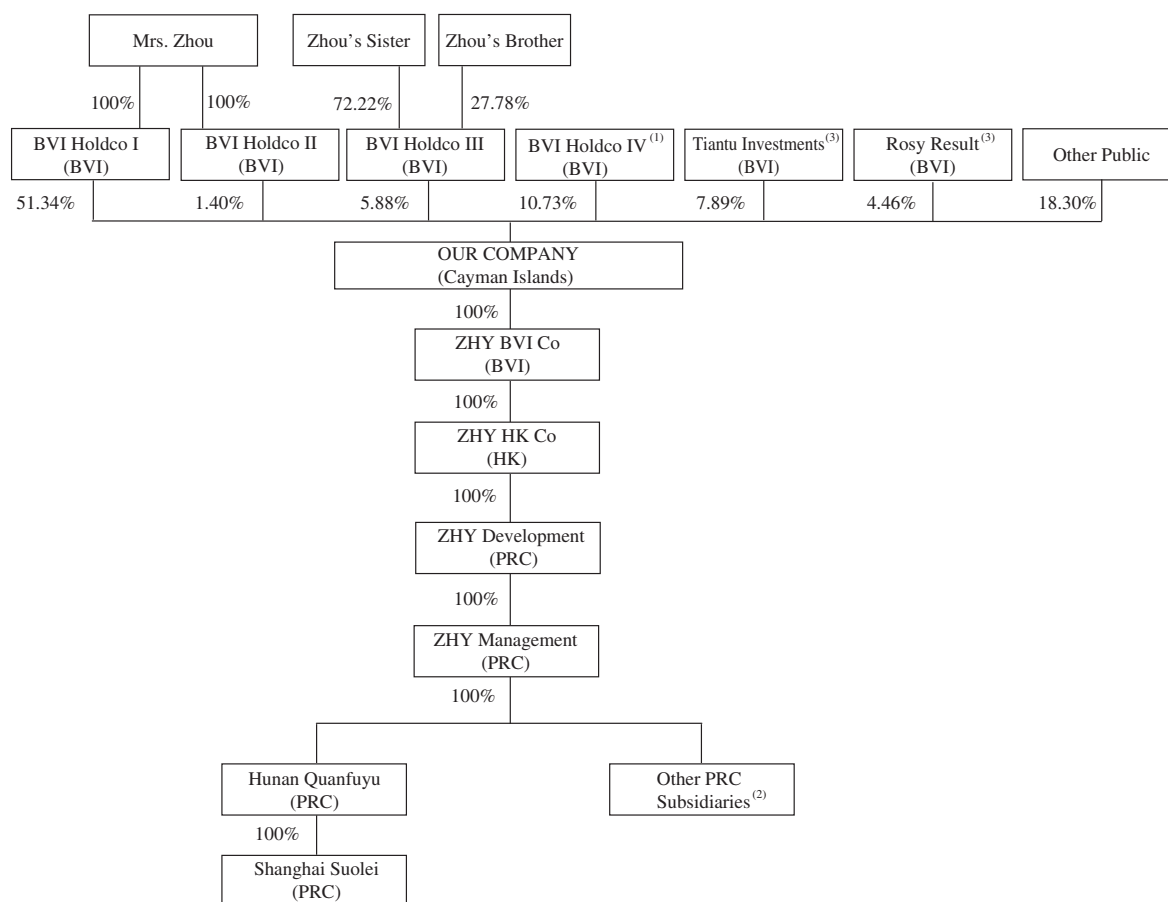 Mrs. Zhou
Zhou's Sister
Zhou's Brother
100%
100%
72.22%
27.78%
BVI Holdco I
(BVI)
BVI Holdco II
(BVI)
BVI Holdco III
(BVI)
BVI Holdco IV (1)
(BVI)
Tiantu Investments(3)
(BVI)
Rosy Result(3)
(BVI)
Other Public
51.34%
1.40%
5.88%
10.73%
7.89%
4.46%
18.30%
OUR COMPANY
(Cayman Islands)
100%
ZHY BVI Co
(BVI)
100%
ZHY HK Co
(HK)
100%
ZHY Development
(PRC)
100%
ZHY Management
(PRC)
100%
Hunan Quanfuyu
(PRC)
Other PRC
Subsidiaries(2)
100%
Shanghai Suolei
(PRC)